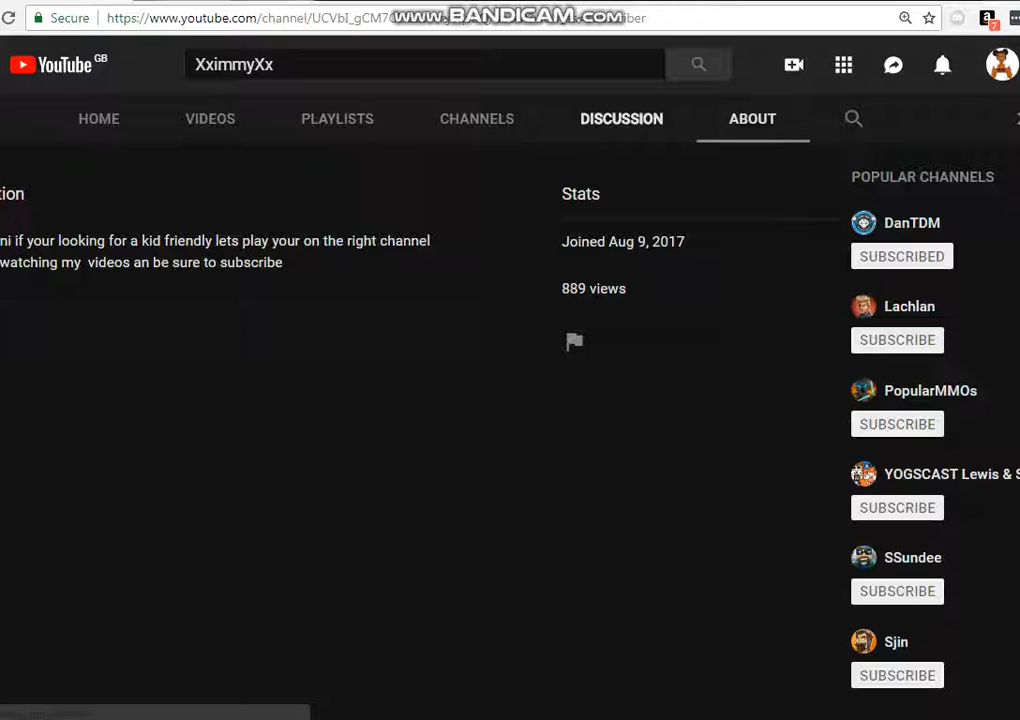 Secure
https://www.youtube.com/channel/UCVbI_gCM7
www.BANDICAM.com
7
YouTube GB
XximmyXx
HOME
VIDEOS
PLAYLISTS
CHANNELS
DISCUSSION
ABOUT
tion
ni if your looking for a kid friendly lets play your on the right channel
watching my videos an be sure to subscribe
Stats
Joined Aug 9, 2017
889 views
POPULAR CHANNELS
DanTDM
SUBSCRIBED
Lachlan
SUBSCRIBE
PopularMMOs
SUBSCRIBE
YOGSCAST Lewis & S
SUBSCRIBE
SSundee
SUBSCRIBE
Sjin
SUBSCRIBE